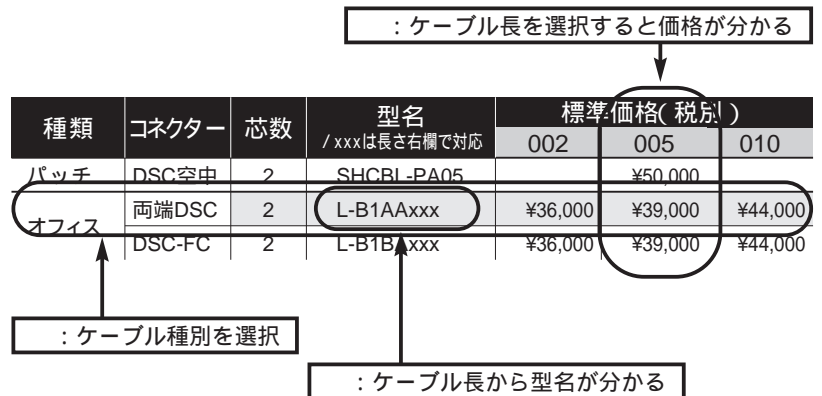 ：ケーブル長を選択すると価格が分かる
種類 コネクター 芯数 型名 標準価格（税別）
/ xxxは長さ右欄で対応 002 005 010
パッチ DSC空中 2 SHCBL-PA05 ¥50,000
オフィス 両端DSC 2 L-B1AAxxx ¥36,000 ¥39,000 ¥44,000
DSC-FC 2 L-B1BAxxx ¥36,000 ¥39,000 ¥44,000
：ケーブル種別を選択
：ケーブル長から型名が分かる